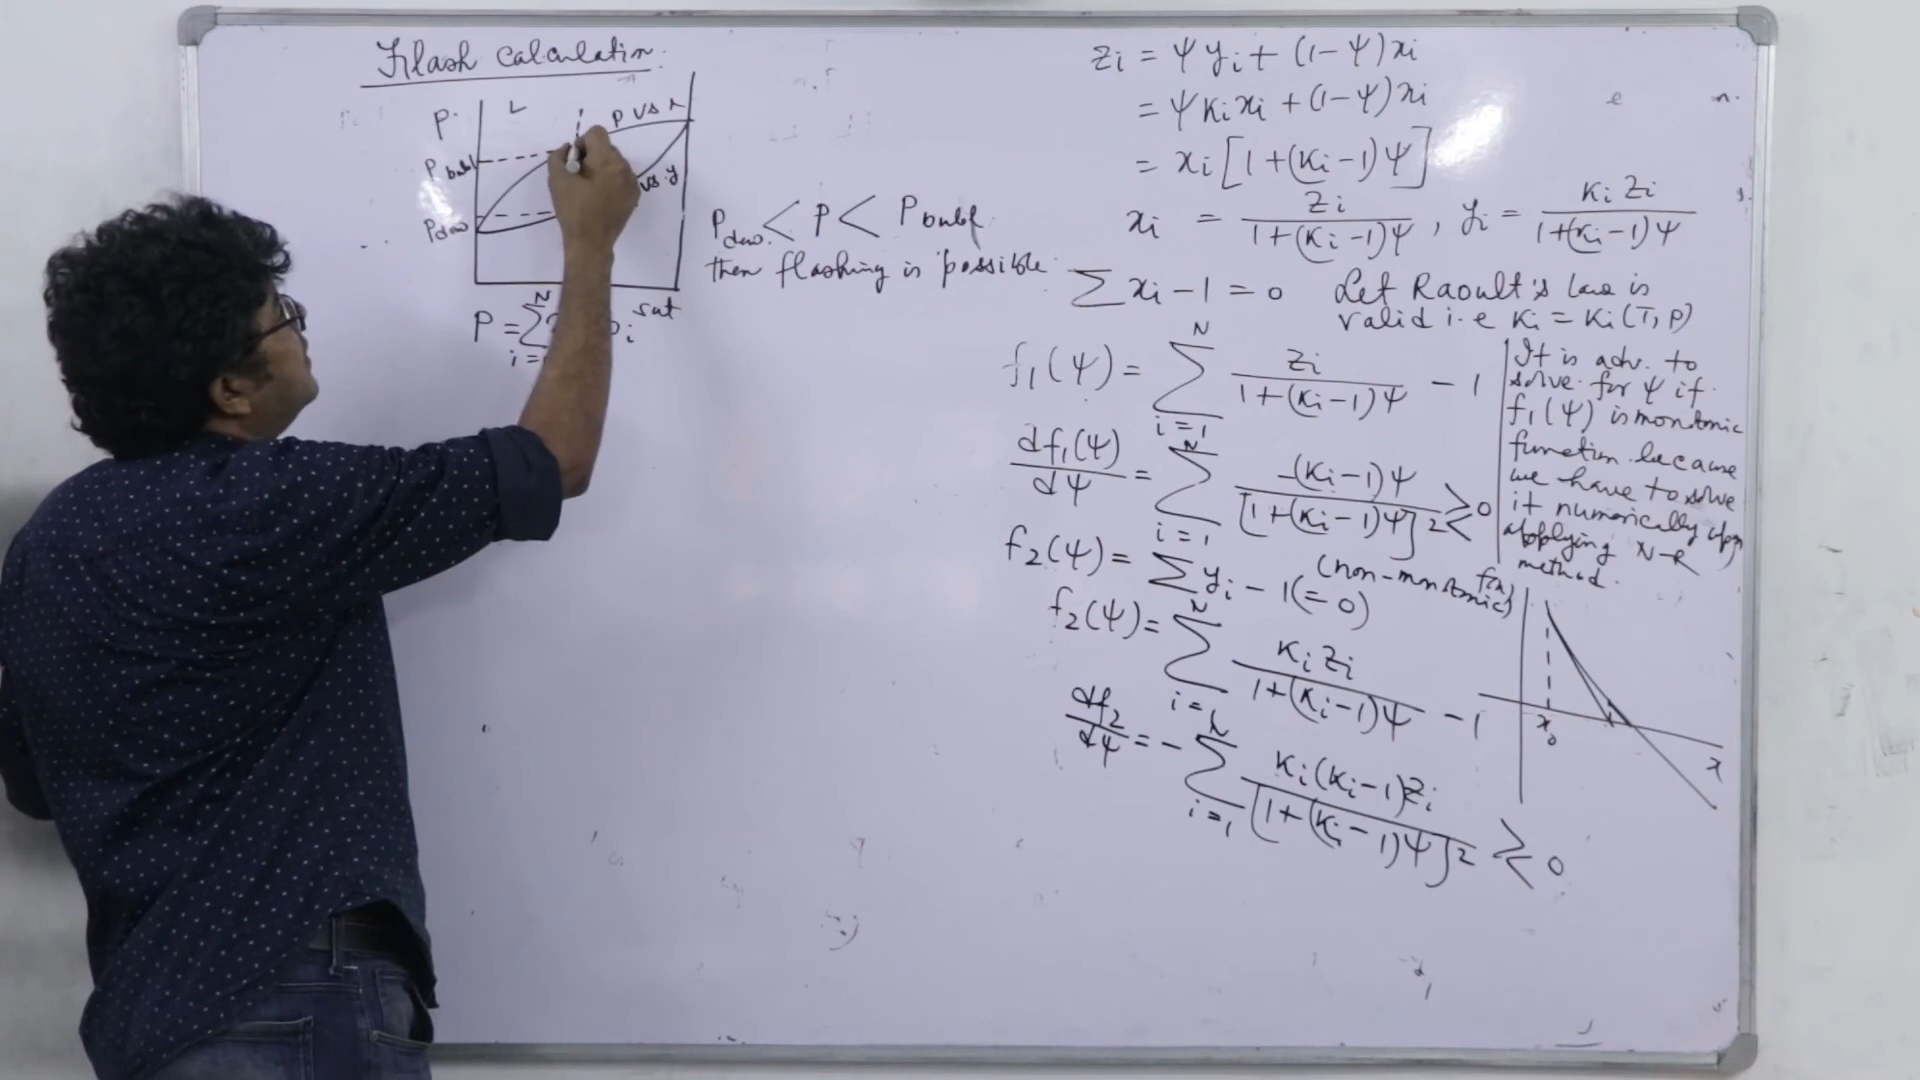 Flash calculation.
P.
L
P vs x
P bubl
vs. y
Pdew
P = ∑ i = N i sat
Pdew. < P < P bubl
then flashing is possible.
zi = ψ yi + (1-ψ) xi
= ψ Ki xi + (1-ψ) xi
= xi [1+(Ki-1)ψ]
xi = zi / 1+(Ki-1)ψ , yi = Ki zi / 1+(Ki-1)ψ
∑ xi - 1 = 0
Let Raoult's law is
valid i.e Ki = Ki (T, P)
f1 (ψ) = ∑ i=1 N zi / 1+(Ki-1)ψ - 1
df1(ψ) / dψ = ∑ i=1 N -(Ki-1)ψ / [1+(Ki-1)ψ]2 ≷ 0
(non-monotonic)
It is adv. to
solve for ψ if
f1(ψ) is monotonic
function because
we have to solve
it numerically upon
applying N-R
method.
f2(ψ) = ∑ yi - 1 (= 0)
f2(ψ) = ∑ i=1 N Ki zi / 1+(Ki-1)ψ - 1
df2 / dψ = - ∑ i=1 N Ki(Ki-1)zi / [1+(Ki-1)ψ]2 ≷ 0
f(x)
x0
x